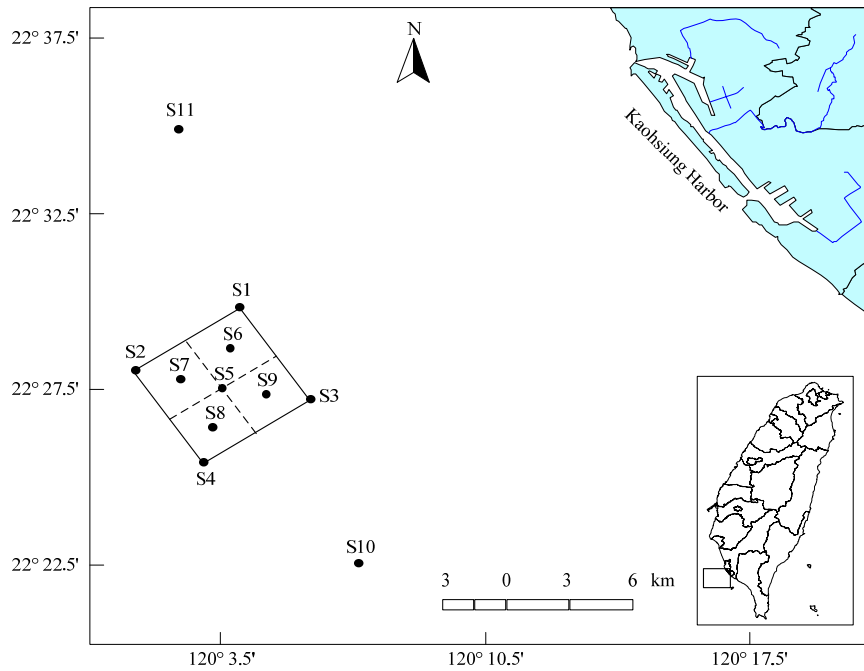 22° 37.5'
N
S11
Kaohsiung Harbor
22° 32.5'
S1
S6
S2
S7
S5
S9
22° 27.5'
S3
S8
S4
S10
22° 22.5'
3 0 3 6 km
120° 3.5' 120° 10.5' 120° 17.5'